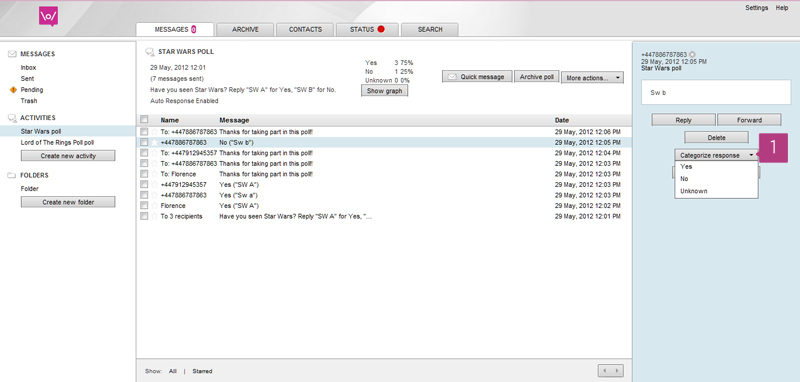 Settings Help
MESSAGES 0 ARCHIVE CONTACTS STATUS SEARCH
MESSAGES
Inbox
Sent
Pending
Trash
ACTIVITIES
Star Wars poll
Lord of The Rings Poll poll
Create new activity
FOLDERS
Folder
Create new folder
STAR WARS POLL
29 May, 2012 12:01
(7 messages sent)
Have you seen Star Wars? Reply "SW A" for Yes, "SW B" for No.
Auto Response Enabled
Yes 3 75%
No 1 25%
Unknown 0 0%
Show graph
Quick message Archive poll More actions...
Name Message Date
To: +447886787863 Thanks for taking part in this poll! 29 May, 2012 12:06 PM
+447886787863 No ("Sw b") 29 May, 2012 12:05 PM
To: +447912945357 Thanks for taking part in this poll! 29 May, 2012 12:04 PM
To: +447886787863 Thanks for taking part in this poll! 29 May, 2012 12:03 PM
To: Florence Thanks for taking part in this poll! 29 May, 2012 12:03 PM
+447912945357 Yes ("SW A") 29 May, 2012 12:03 PM
+447886787863 Yes ("Sw a") 29 May, 2012 12:03 PM
Florence Yes ("SW A") 29 May, 2012 12:02 PM
To 3 recipients Have you seen Star Wars? Reply "SW A" for Yes, "... 29 May, 2012 12:01 PM
Show: All | Starred
+447886787863
29 May, 2012 12:05 PM
Star Wars poll
Sw b
Reply Forward
Delete
Categorize response
1
Yes
No
Unknown